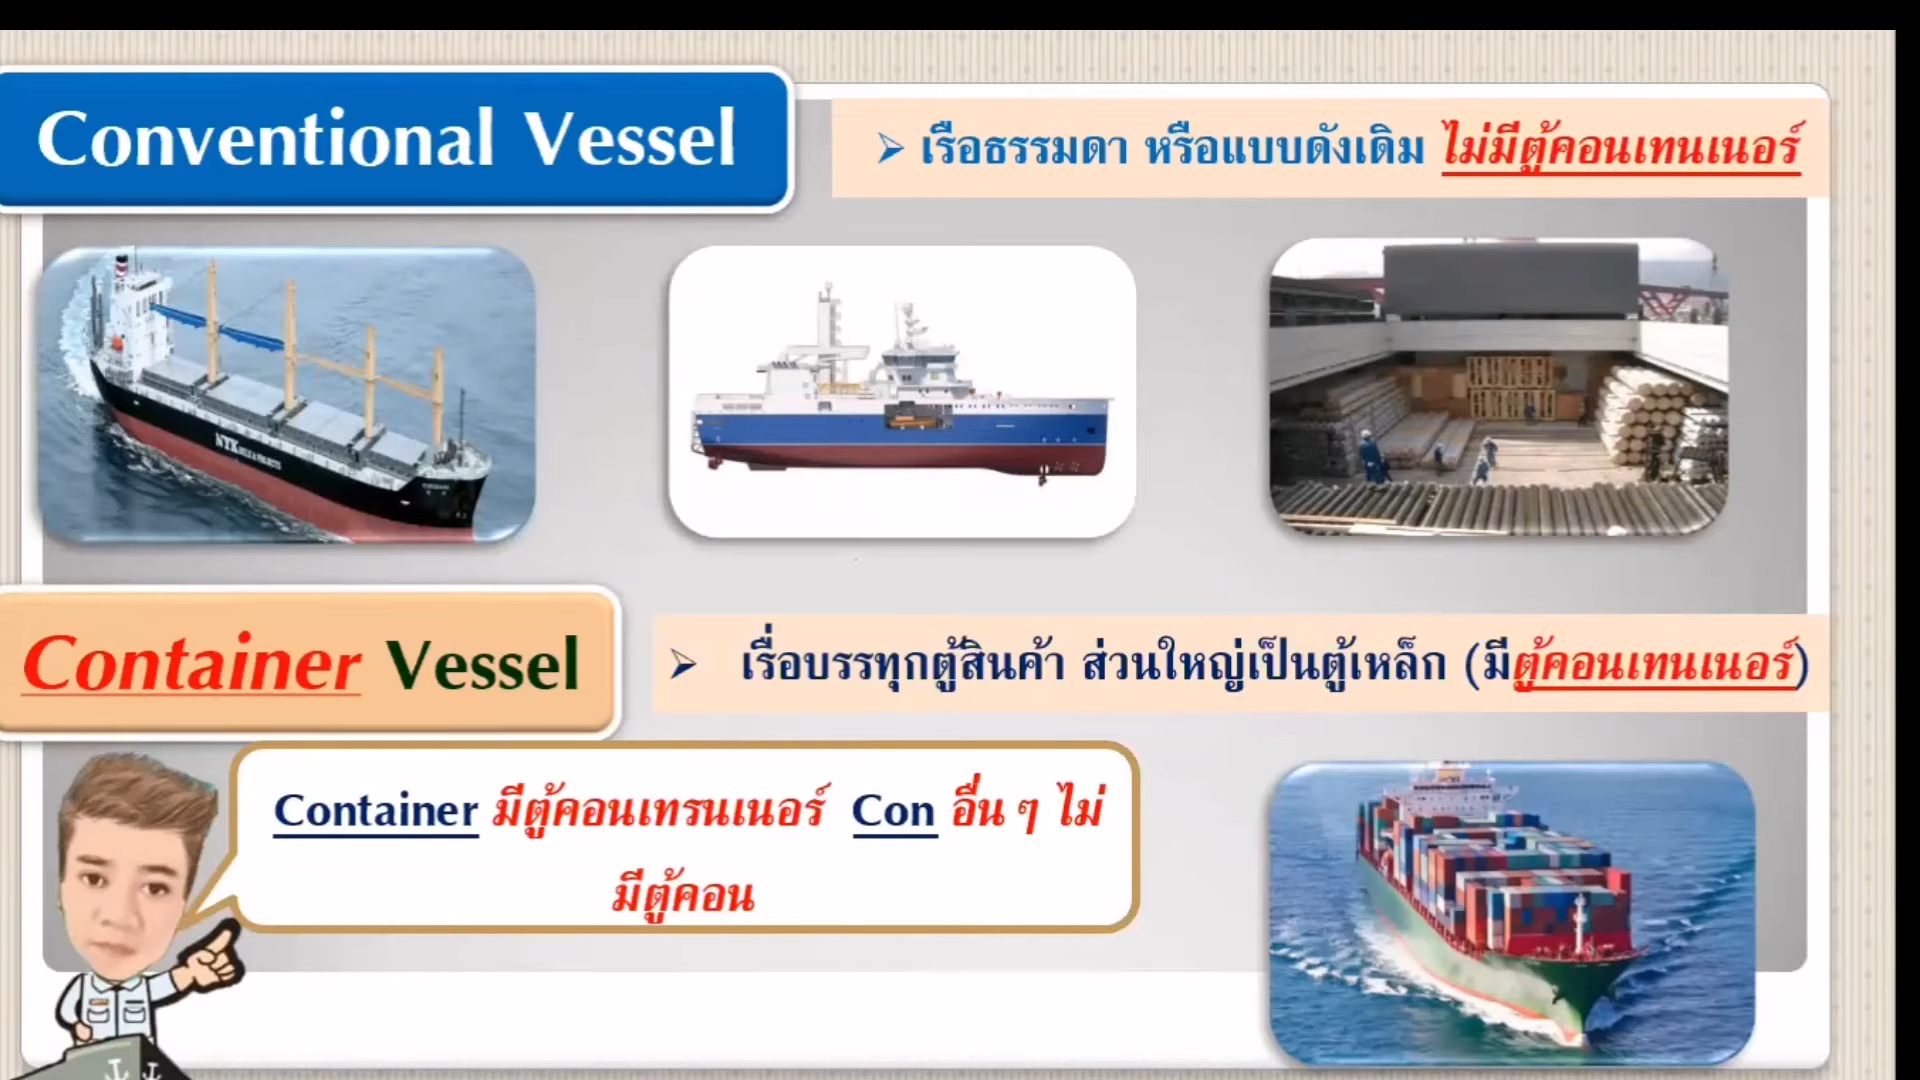 Conventional Vessel
➢ เรือธรรมดา หรือแบบดังเดิม ไม่มีตู้คอนเทนเนอร์
NYK
Container Vessel
➢ เรื่อบรรทุกตู้สินค้า ส่วนใหญ่เป็นตู้เหล็ก (มีตู้คอนเทนเนอร์)
Container มีตู้คอนเทรนเนอร์ Con อื่น ๆ ไม่
มีตู้คอน